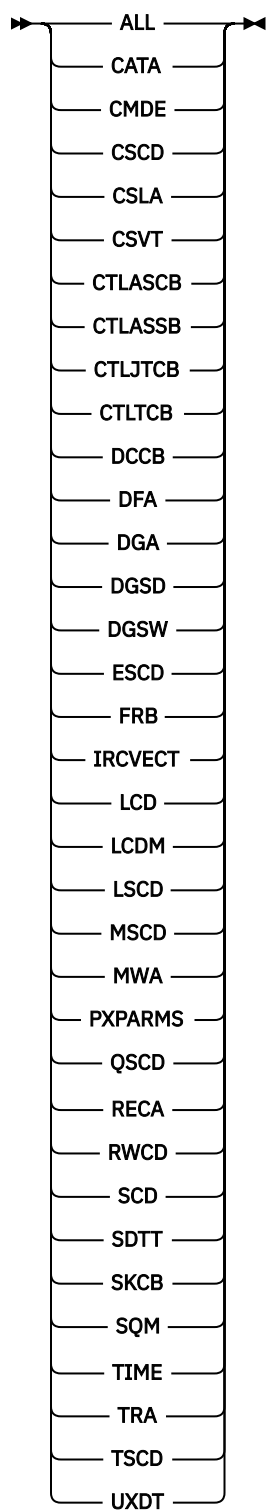 ALL
CATA
CMDE
CSCD
CSLA
CSVT
CTLASCB
CTLASSB
CTLJTCB
CTLTCB
DCCB
DFA
DGA
DGSD
DGSW
ESCD
FRB
IRCVECT
LCD
LCDM
LSCD
MSCD
MWA
PXPARMS
QSCD
RECA
RWCD
SCD
SDTT
SKCB
SQM
TIME
TRA
TSCD
UXDT